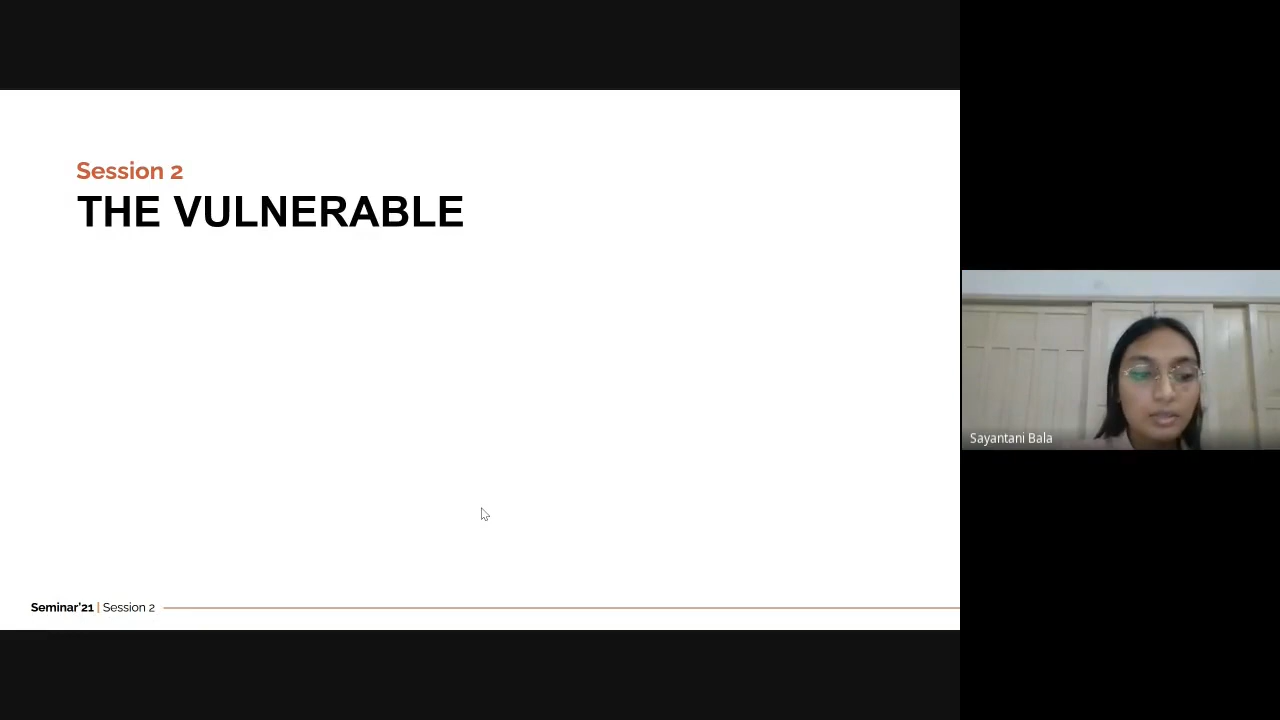 Session 2
THE VULNERABLE
Sayantani Bala
Seminar'21 | Session 2